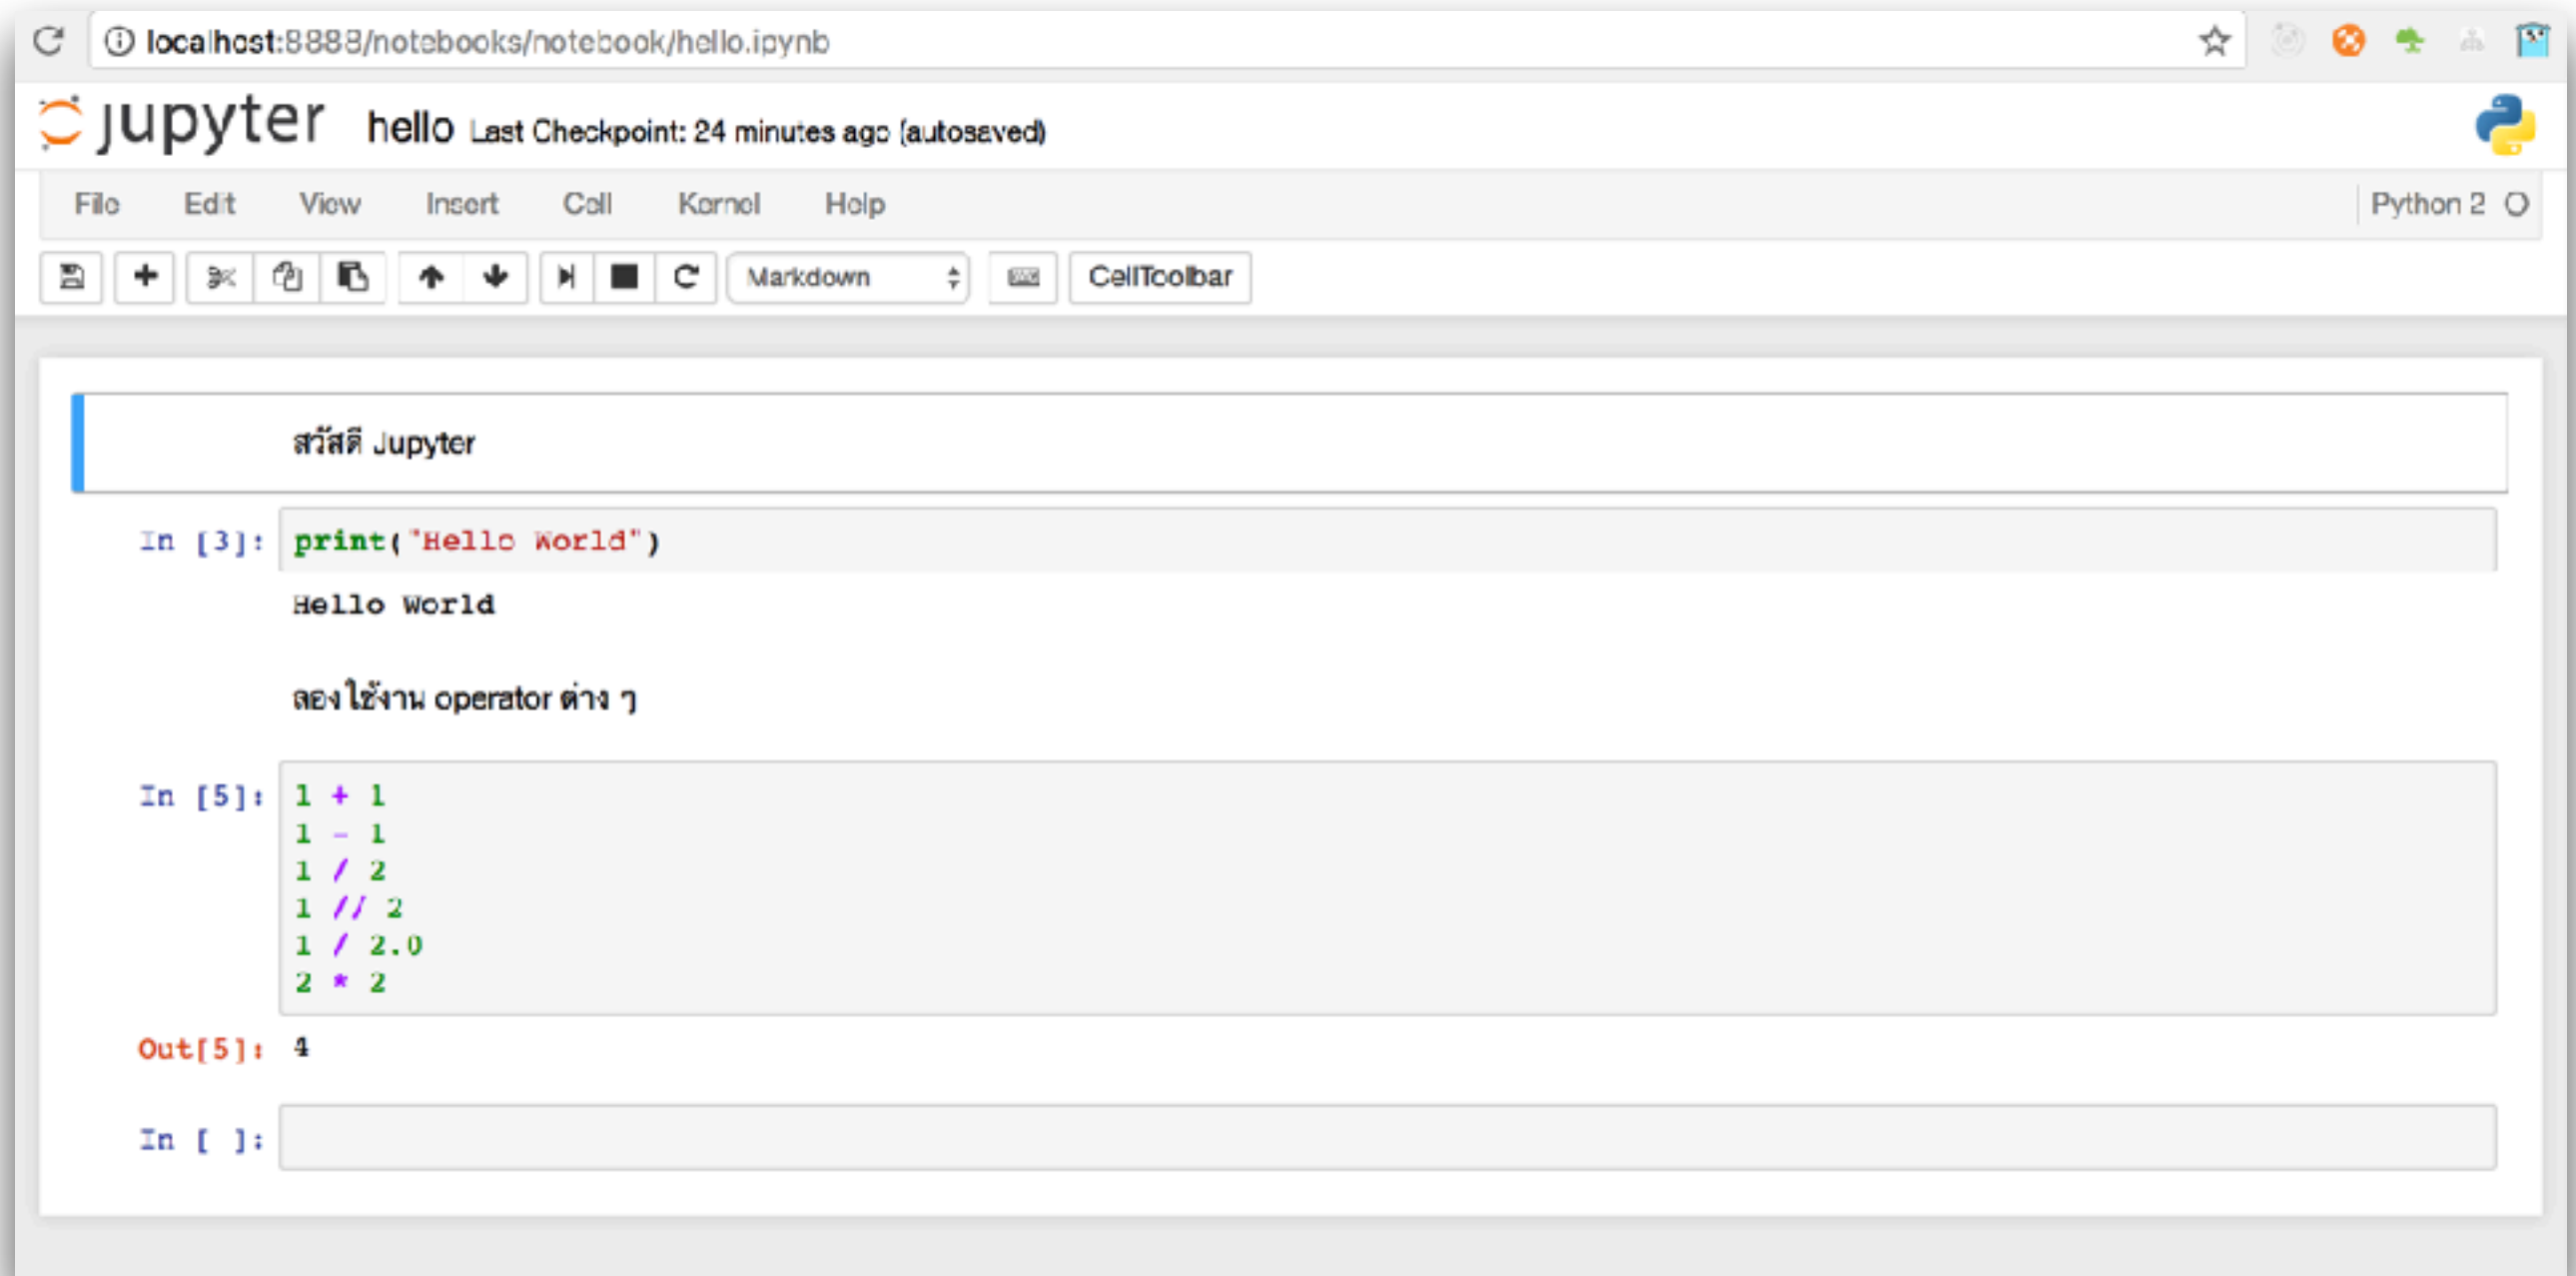 localhost:8888/notebooks/notebook/hello.ipynb
jupyter hello Last Checkpoint: 24 minutes ago (autosaved)
File Edit View Insert Cell Kernel Help Python 2
Markdown CellToolbar
สวัสดี Jupyter
In [3]: print("Hello World")
Hello World
ลองใช้งาน operator ต่าง ๆ
In [5]: 1 + 1
1 - 1
1 / 2
1 // 2
1 / 2.0
2 * 2
Out[5]: 4
In [ ]: